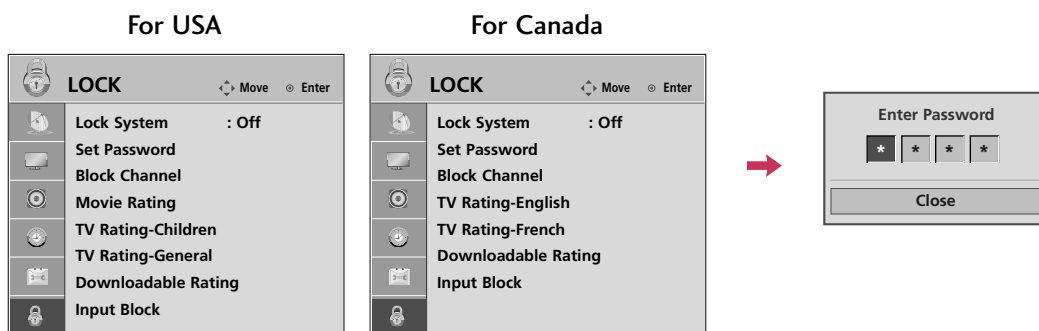 For USA
LOCK Move Enter
Lock System : Off
Set Password
Block Channel
Movie Rating
TV Rating-Children
TV Rating-General
Downloadable Rating
Input Block
For Canada
LOCK Move Enter
Lock System : Off
Set Password
Block Channel
TV Rating-English
TV Rating-French
Downloadable Rating
Input Block
Enter Password
* * * *
Close